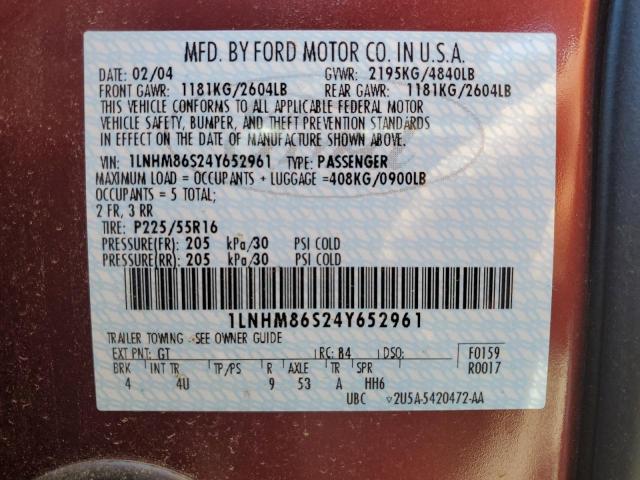 MFD. BY FORD MOTOR CO. IN U.S.A.
DATE: 02/04 GVWR: 2195KG/4840LB
FRONT GAWR: 1181KG/2604LB REAR GAWR: 1181KG/2604LB
THIS VEHICLE CONFORMS TO ALL APPLICABLE FEDERAL MOTOR
VEHICLE SAFETY, BUMPER, AND THEFT PREVENTION STANDARDS
IN EFFECT ON THE DATE OF MANUFACTURE SHOWN ABOVE.
VIN: 1LNHM86S24Y652961 TYPE: PASSENGER
MAXIMUM LOAD = OCCUPANTS + LUGGAGE =408KG/0900LB
OCCUPANTS = 5 TOTAL;
2 FR, 3 RR
TIRE: P225/55R16
PRESSURE(FR): 205 kPa/30 PSI COLD
PRESSURE(RR): 205 kPa/30 PSI COLD
1LNHM86S24Y652961
TRAILER TOWING - SEE OWNER GUIDE
EXT PNT: GT RC: 84 DSO: F0159
BRK INT TR TP/PS R AXLE TR SPR R0017
4 4U 9 53 A HH6
UBC ▽2U5A-5420472-AA